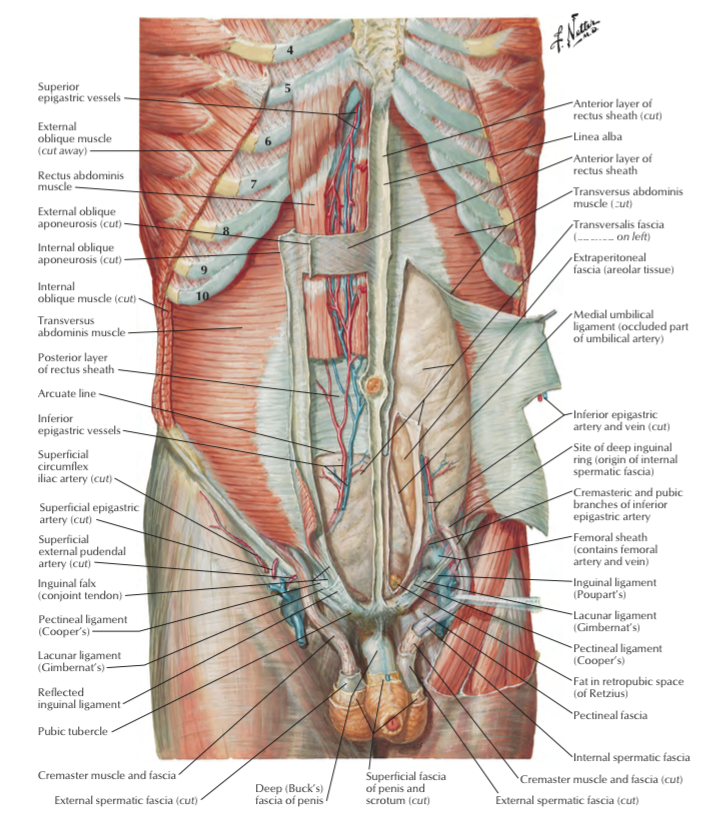 F. Netter
M.D.
4
5
6
7
8
9
10
Superior
epigastric vessels
External
oblique muscle
(cut away)
Rectus abdominis
muscle
External oblique
aponeurosis (cut)
Internal oblique
aponeurosis (cut)
Internal
oblique muscle (cut)
Transversus
abdominis muscle
Posterior layer
of rectus sheath
Arcuate line
Inferior
epigastric vessels
Superficial
circumflex
iliac artery (cut)
Superficial epigastric
artery (cut)
Superficial
external pudendal
artery (cut)
Inguinal falx
(conjoint tendon)
Pectineal ligament
(Cooper's)
Lacunar ligament
(Gimbernat's)
Reflected
inguinal ligament
Pubic tubercle
Cremaster muscle and fascia
External spermatic fascia (cut)
Deep (Buck's)
fascia of penis
Superficial fascia
of penis and
scrotum (cut)
Anterior layer of
rectus sheath (cut)
Linea alba
Anterior layer of
rectus sheath
Transversus abdominis
muscle (cut)
Transversalis fascia
on left)
Extraperitoneal
fascia (areolar tissue)
Medial umbilical
ligament (occluded part
of umbilical artery)
Inferior epigastric
artery and vein (cut)
Site of deep inguinal
ring (origin of internal
spermatic fascia)
Cremasteric and pubic
branches of inferior
epigastric artery
Femoral sheath
(contains femoral
artery and vein)
Inguinal ligament
(Poupart's)
Lacunar ligament
(Gimbernat's)
Pectineal ligament
(Cooper's)
Fat in retropubic space
(of Retzius)
Pectineal fascia
Internal spermatic fascia
Cremaster muscle and fascia (cut)
External spermatic fascia (cut)